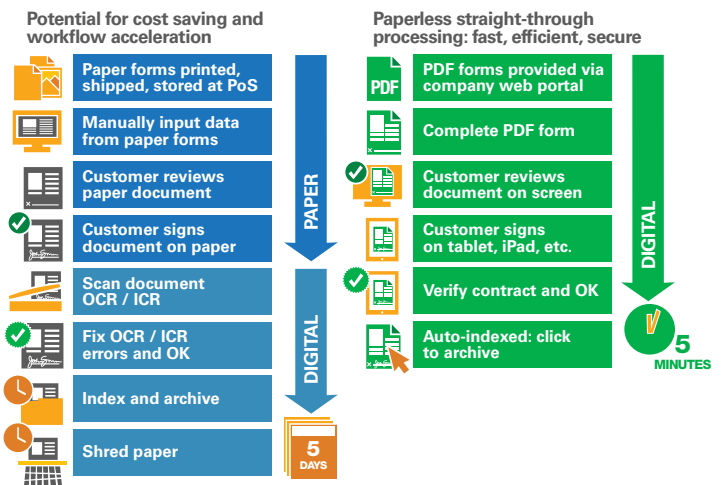 Potential for cost saving and
workflow acceleration
Paper forms printed,
shipped, stored at PoS
Manually input data
from paper forms
Customer reviews
paper document
Customer signs
document on paper
Scan document
OCR / ICR
Fix OCR / ICR
errors and OK
Index and archive
Shred paper
PAPER
DIGITAL
5
DAYS
Paperless straight-through
processing: fast, efficient, secure
PDF
PDF forms provided via
company web portal
Complete PDF form
Customer reviews
document on screen
Customer signs
on tablet, iPad, etc.
Verify contract and OK
Auto-indexed: click
to archive
DIGITAL
5
MINUTES